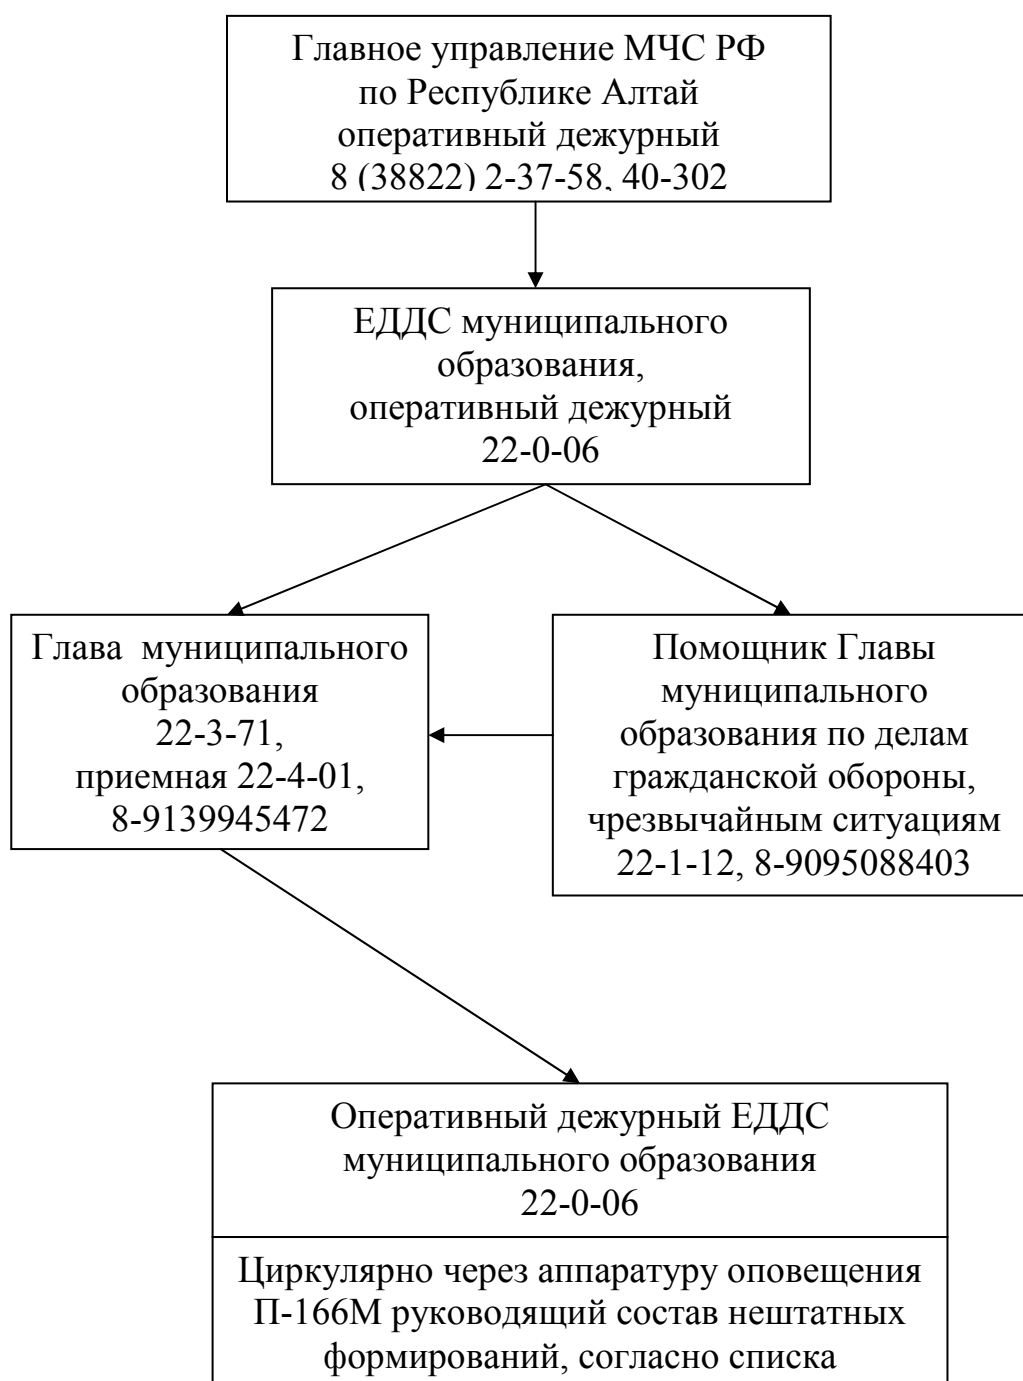 Главное управление МЧС РФ
по Республике Алтай
оперативный дежурный
8 (38822) 2-37-58, 40-302
ЕДДС муниципального
образования,
оперативный дежурный
22-0-06
Глава муниципального
образования
22-3-71,
приемная 22-4-01,
8-9139945472
Помощник Главы
муниципального
образования по делам
гражданской обороны,
чрезвычайным ситуациям
22-1-12, 8-9095088403
Оперативный дежурный ЕДДС
муниципального образования
22-0-06
Циркулярно через аппаратуру оповещения
П-166М руководящий состав нештатных
формирований, согласно списка